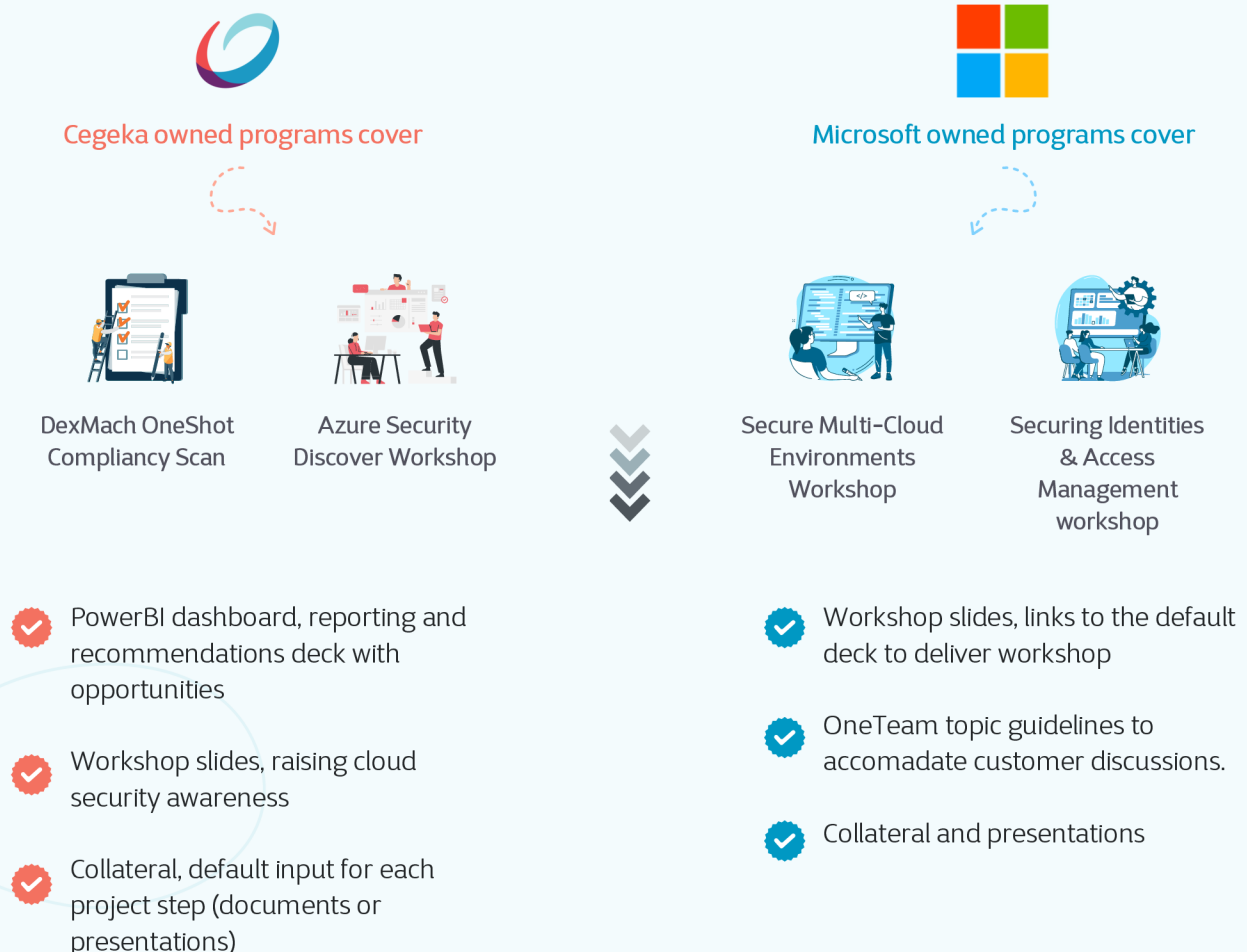 Cegeka owned programs cover
Microsoft owned programs cover
DexMach OneShot
Compliancy Scan
Azure Security
Discover Workshop
Secure Multi-Cloud
Environments
Workshop
Securing Identities
& Access
Management
workshop
PowerBI dashboard, reporting and
recommendations deck with
opportunities
Workshop slides, raising cloud
security awareness
Collateral, default input for each
project step (documents or
presentations)
Workshop slides, links to the default
deck to deliver workshop
OneTeam topic guidelines to
accomadate customer discussions.
Collateral and presentations